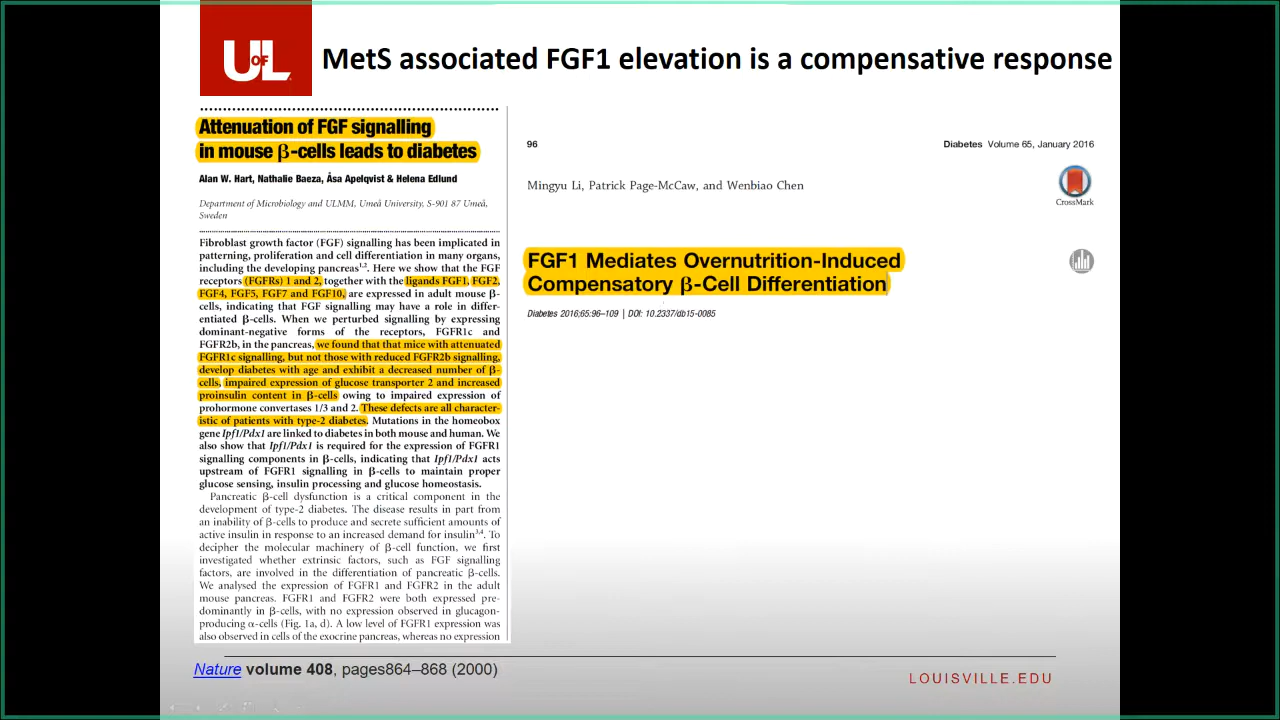 UL
OF
MetS associated FGF1 elevation is a compensative response
Attenuation of FGF signalling
in mouse β-cells leads to diabetes
Alan W. Hart, Nathalie Baeza, Åsa Apelqvist & Helena Edlund
Department of Microbiology and ULMM, Umeå University, S-901 87 Umeå,
Sweden
Fibroblast growth factor (FGF) signalling has been implicated in
patterning, proliferation and cell differentiation in many organs,
including the developing pancreas1,2. Here we show that the FGF
receptors (FGFRs) 1 and 2, together with the ligands FGF1, FGF2,
FGF4, FGF5, FGF7 and FGF10, are expressed in adult mouse β-
cells, indicating that FGF signalling may have a role in differ-
entiated β-cells. When we perturbed signalling by expressing
dominant-negative forms of the receptors, FGFR1c and
FGFR2b, in the pancreas, we found that that mice with attenuated
FGFR1c signalling, but not those with reduced FGFR2b signalling,
develop diabetes with age and exhibit a decreased number of β-
cells, impaired expression of glucose transporter 2 and increased
proinsulin content in β-cells owing to impaired expression of
prohormone convertases 1/3 and 2. These defects are all character-
istic of patients with type-2 diabetes. Mutations in the homeobox
gene Ipf1/Pdx1 are linked to diabetes in both mouse and human. We
also show that Ipf1/Pdx1 is required for the expression of FGFR1
signalling components in β-cells, indicating that Ipf1/Pdx1 acts
upstream of FGFR1 signalling in β-cells to maintain proper
glucose sensing, insulin processing and glucose homeostasis.
Pancreatic β-cell dysfunction is a critical component in the
development of type-2 diabetes. The disease results in part from
an inability of β-cells to produce and secrete sufficient amounts of
active insulin in response to an increased demand for insulin3,4. To
decipher the molecular machinery of β-cell function, we first
investigated whether extrinsic factors, such as FGF signalling
factors, are involved in the differentiation of pancreatic β-cells.
We analysed the expression of FGFR1 and FGFR2 in the adult
mouse pancreas. FGFR1 and FGFR2 were both expressed pre-
dominantly in β-cells, with no expression observed in glucagon-
producing α-cells (Fig. 1a, d). A low level of FGFR1 expression was
also observed in cells of the exocrine pancreas, whereas no expression
96
Diabetes Volume 65, January 2016
Mingyu Li, Patrick Page-McCaw, and Wenbiao Chen
CrossMark
FGF1 Mediates Overnutrition-Induced
Compensatory β-Cell Differentiation
Diabetes 2016;65:96–109 | DOI: 10.2337/db15-0085
Nature volume 408, pages864–868 (2000)
LOUISVILLE.EDU